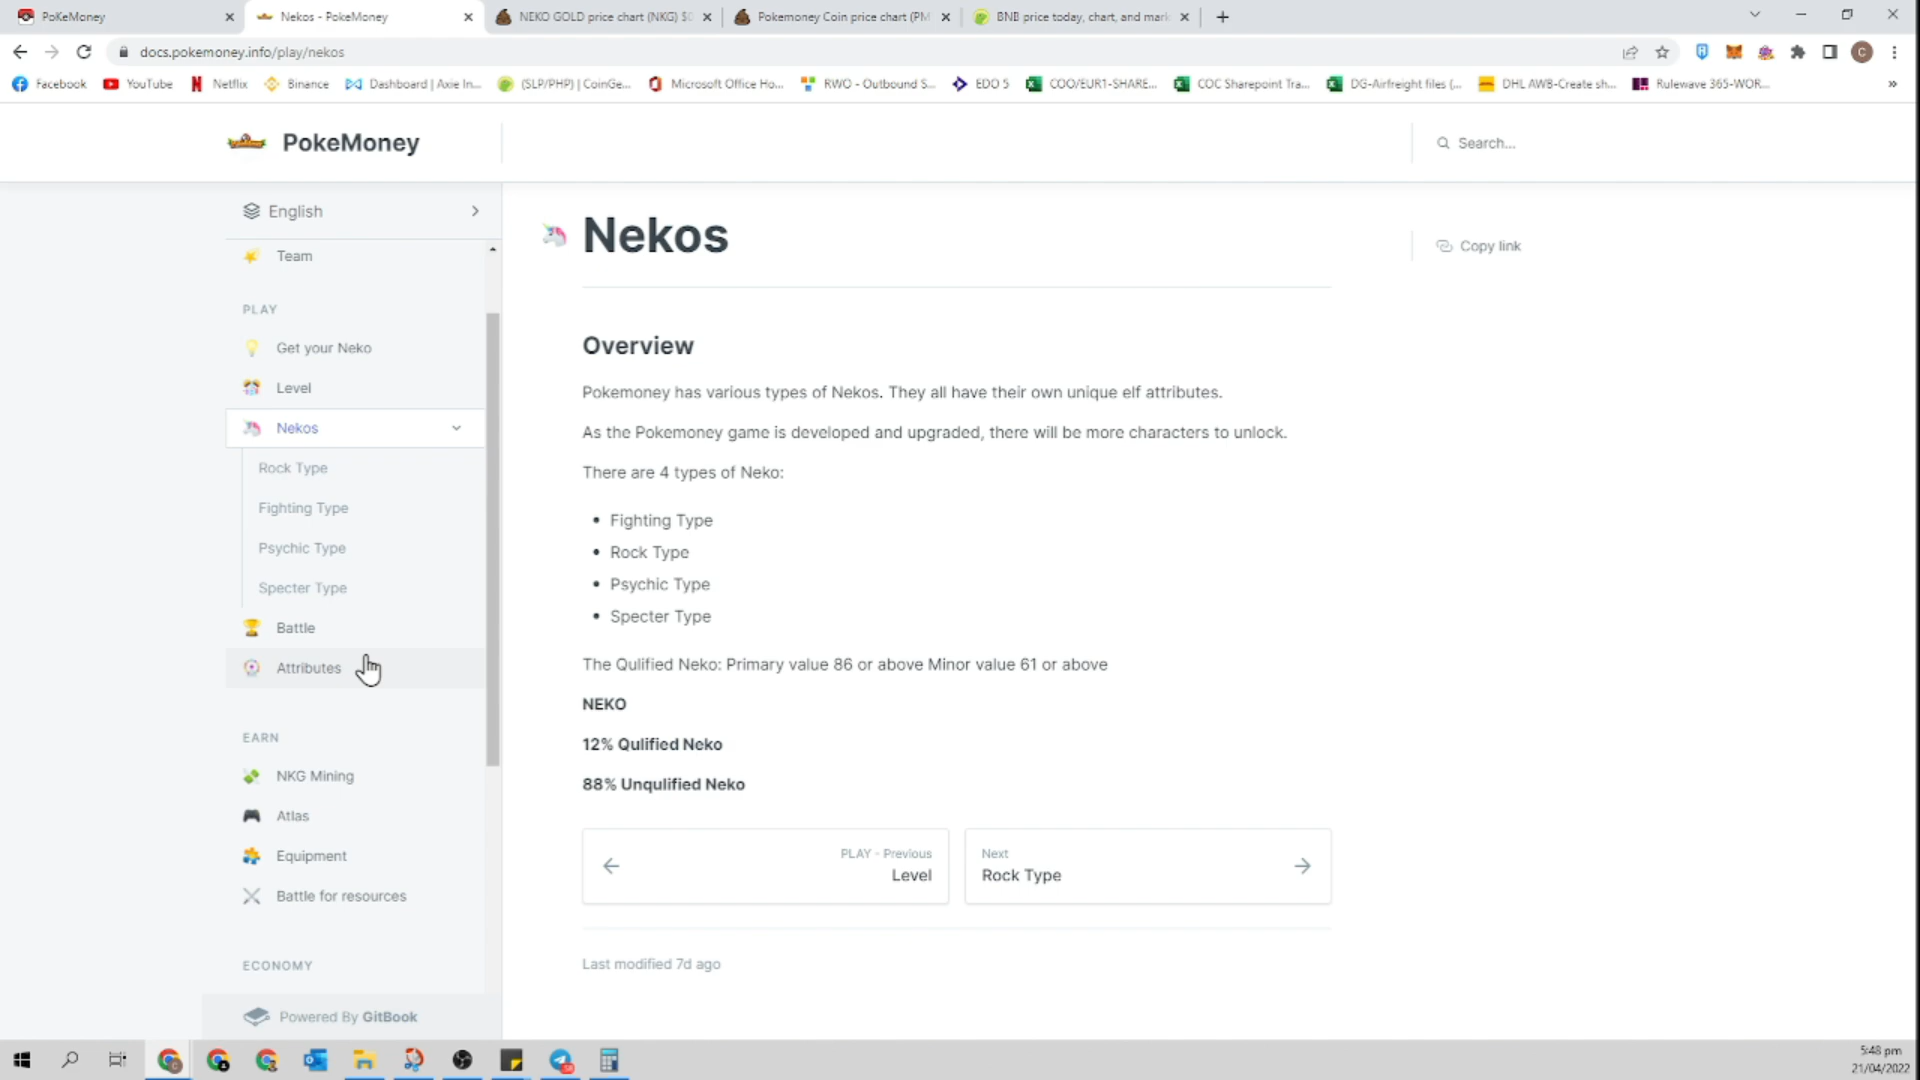 PoKeMoney
Nekos - PokeMoney
NEKO GOLD price chart (NKG) $0
Pokemoney Coin price chart (PM
BNB price today, chart, and mark
docs.pokemoney.info/play/nekos
C
Facebook
YouTube
Netflix
Binance
Dashboard | Axie In...
(SLP/PHP) | CoinGe...
Microsoft Office Ho...
RWO - Outbound S...
EDO 5
COO/EUR1-SHARE...
COC Sharepoint Tra...
DG-Airfreight files (...
DHL AWB-Create sh...
Rulewave 365-WOR...
»
PokeMoney
Search...
English
Team
PLAY
Get your Neko
Level
Nekos
Rock Type
Fighting Type
Psychic Type
Specter Type
Battle
Attributes
EARN
NKG Mining
Atlas
Equipment
Battle for resources
ECONOMY
Powered By GitBook
Nekos
Copy link
Overview
Pokemoney has various types of Nekos. They all have their own unique elf attributes.
As the Pokemoney game is developed and upgraded, there will be more characters to unlock.
There are 4 types of Neko:
• Fighting Type
• Rock Type
• Psychic Type
• Specter Type
The Qulified Neko: Primary value 86 or above Minor value 61 or above
NEKO
12% Qulified Neko
88% Unqulified Neko
PLAY - Previous
Level
Next
Rock Type
Last modified 7d ago
5:48 pm
21/04/2022